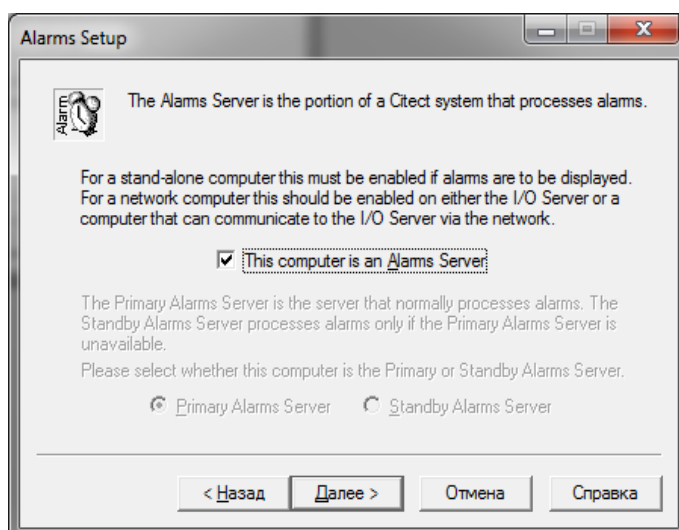 Alarms Setup
Alarm
The Alarms Server is the portion of a Citect system that processes alarms.
For a stand-alone computer this must be enabled if alarms are to be displayed.
For a network computer this should be enabled on either the I/O Server or a
computer that can communicate to the I/O Server via the network.
This computer is an Alarms Server
The Primary Alarms Server is the server that normally processes alarms. The
Standby Alarms Server processes alarms only if the Primary Alarms Server is
unavailable.
Please select whether this computer is the Primary or Standby Alarms Server.
Primary Alarms Server Standby Alarms Server
< Назад Далее > Отмена Справка